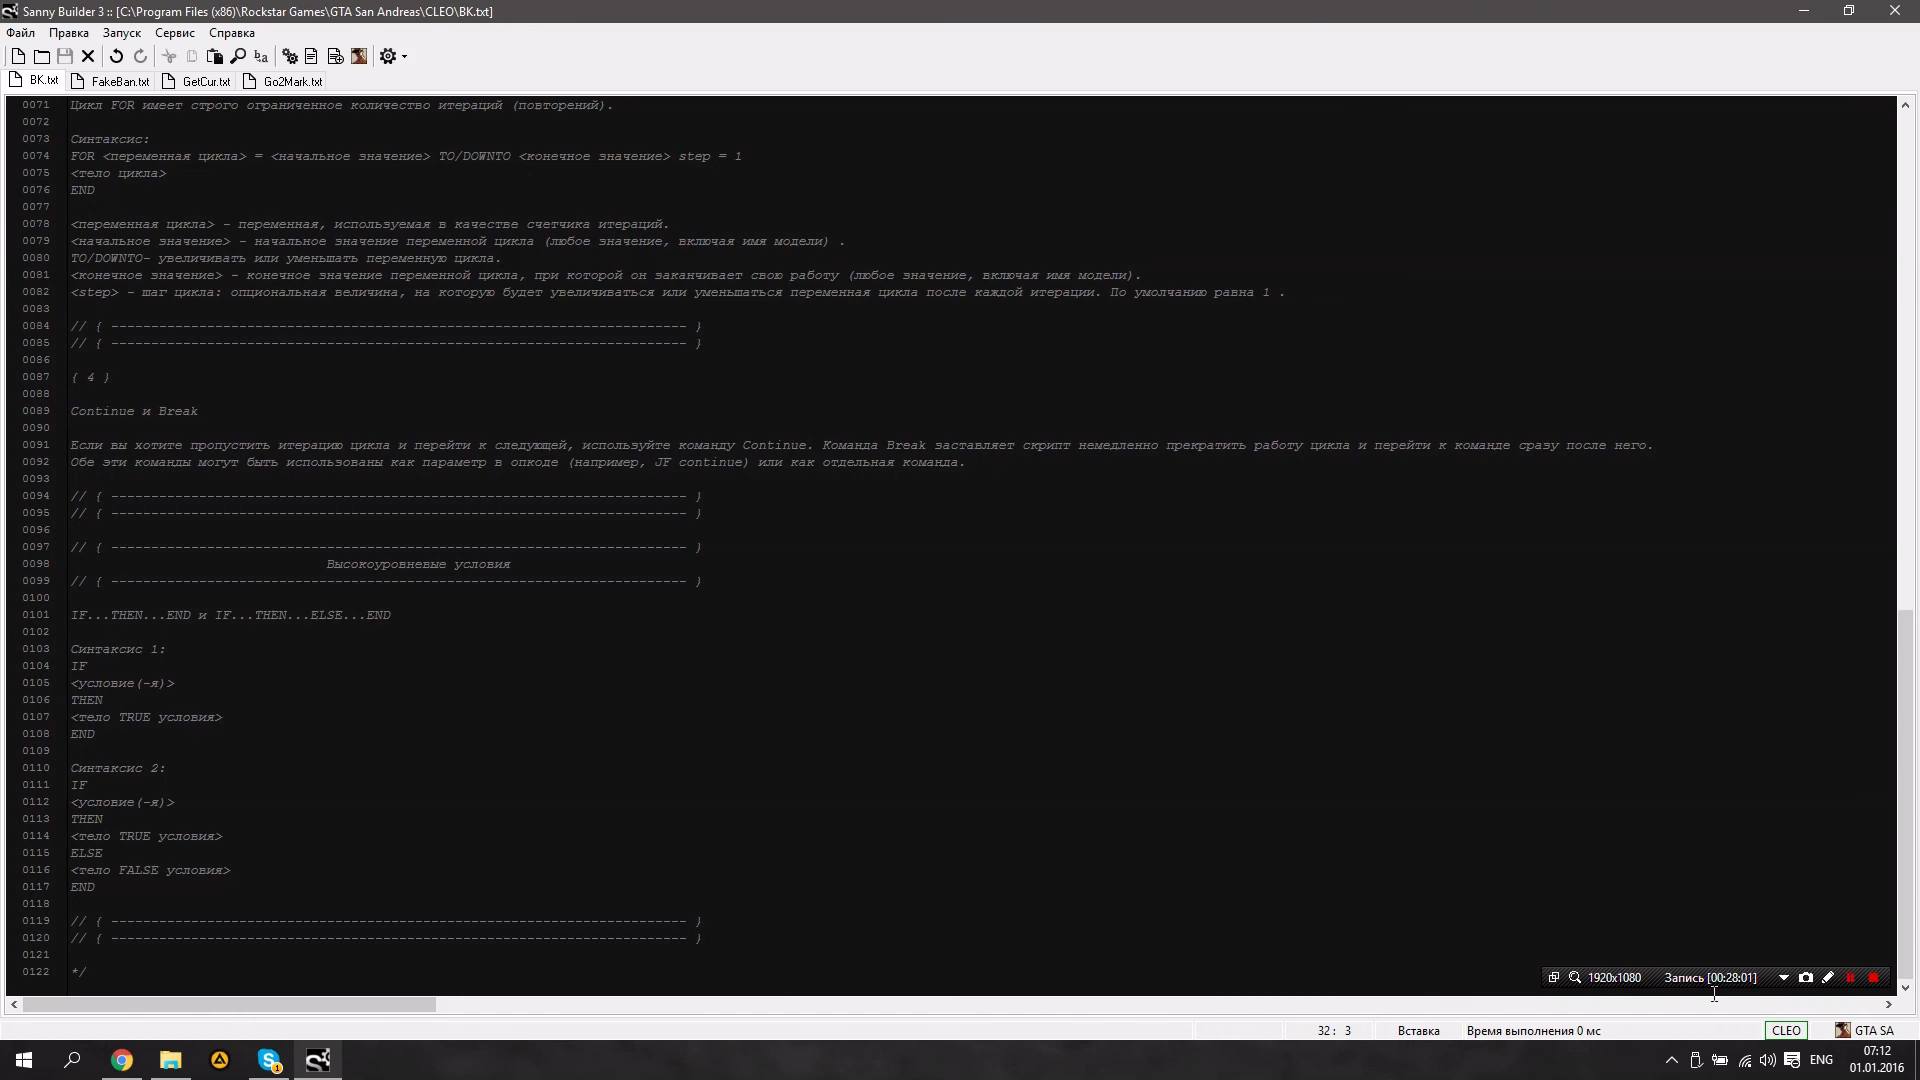 Sanny Builder 3 :: [C:\Program Files (x86)\Rockstar Games\GTA San Andreas\CLEO\BK.txt]
Файл Правка Запуск Сервис Справка
BK.txt FakeBan.txt GetCur.txt Go2Mark.txt
0071 Цикл FOR имеет строго ограниченное количество итераций (повторений).
0072
0073 Синтаксис:
0074 FOR <переменная цикла> = <начальное значение> TO/DOWNTO <конечное значение> step = 1
0075 <тело цикла>
0076 END
0077
0078 <переменная цикла> - переменная, используемая в качестве счетчика итераций.
0079 <начальное значение> - начальное значение переменной цикла (любое значение, включая имя модели) .
0080 TO/DOWNTO- увеличивать или уменьшать переменную цикла.
0081 <конечное значение> - конечное значение переменной цикла, при которой он заканчивает свою работу (любое значение, включая имя модели).
0082 <step> - шаг цикла: опциональная величина, на которую будет увеличиваться или уменьшаться переменная цикла после каждой итерации. По умолчанию равна 1 .
0083
0084 // { ------------------------------------------------------------------------ }
0085 // { ------------------------------------------------------------------------ }
0086
0087 { 4 }
0088
0089 Continue и Break
0090
0091 Если вы хотите пропустить итерацию цикла и перейти к следующей, используйте команду Continue. Команда Break заставляет скрипт немедленно прекратить работу цикла и перейти к команде сразу после него.
0092 Обе эти команды могут быть использованы как параметр в опкоде (например, JF continue) или как отдельная команда.
0093
0094 // { ------------------------------------------------------------------------ }
0095 // { ------------------------------------------------------------------------ }
0096
0097 // { ------------------------------------------------------------------------ }
0098 Высокоуровневые условия
0099 // { ------------------------------------------------------------------------ }
0100
0101 IF...THEN...END и IF...THEN...ELSE...END
0102
0103 Синтаксис 1:
0104 IF
0105 <условие(-я)>
0106 THEN
0107 <тело TRUE условия>
0108 END
0109
0110 Синтаксис 2:
0111 IF
0112 <условие(-я)>
0113 THEN
0114 <тело TRUE условия>
0115 ELSE
0116 <тело FALSE условия>
0117 END
0118
0119 // { ------------------------------------------------------------------------ }
0120 // { ------------------------------------------------------------------------ }
0121
0122 */
1920x1080 Запись [00:28:01]
32: 3 Вставка Время выполнения 0 мс CLEO GTA SA
ENG 07:12
01.01.2016